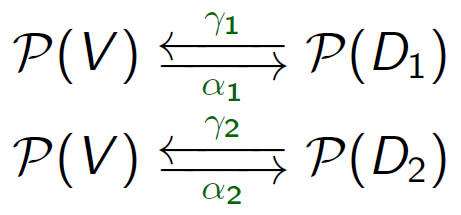 𝒫(V) ⟵ γ₁ ⟶ α₁ 𝒫(D₁)
𝒫(V) ⟵ γ₂ ⟶ α₂ 𝒫(D₂)